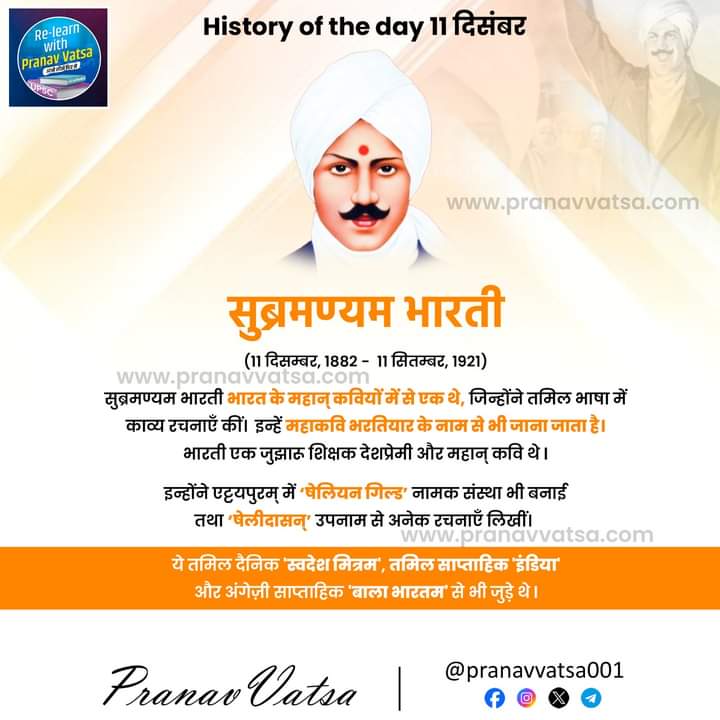 Re-learn
with
Pranav Vatsa
UPSC
History of the day 11 दिसंबर
www.pranavvatsa.com
सुब्रमण्यम भारती
(11 दिसम्बर, 1882 - 11 सितम्बर, 1921)
www.pranavvatsa.com
सुब्रमण्यम भारती भारत के महान् कवियों में से एक थे, जिन्होंने तमिल भाषा में
काव्य रचनाएँ कीं। इन्हें महाकवि भरतियार के नाम से भी जाना जाता है।
भारती एक जुझारू शिक्षक देशप्रेमी और महान् कवि थे।
इन्होंने एट्टयपुरम् में ‘षेलियन गिल्ड’ नामक संस्था भी बनाई
तथा ‘षेलीदासन्’ उपनाम से अनेक रचनाएँ लिखीं।
www.pranavvatsa.com
ये तमिल दैनिक 'स्वदेश मित्रम', तमिल साप्ताहिक 'इंडिया'
और अंगेज़ी साप्ताहिक 'बाला भारतम' से भी जुड़े थे।
Pranav Vatsa
@pranavvatsa001